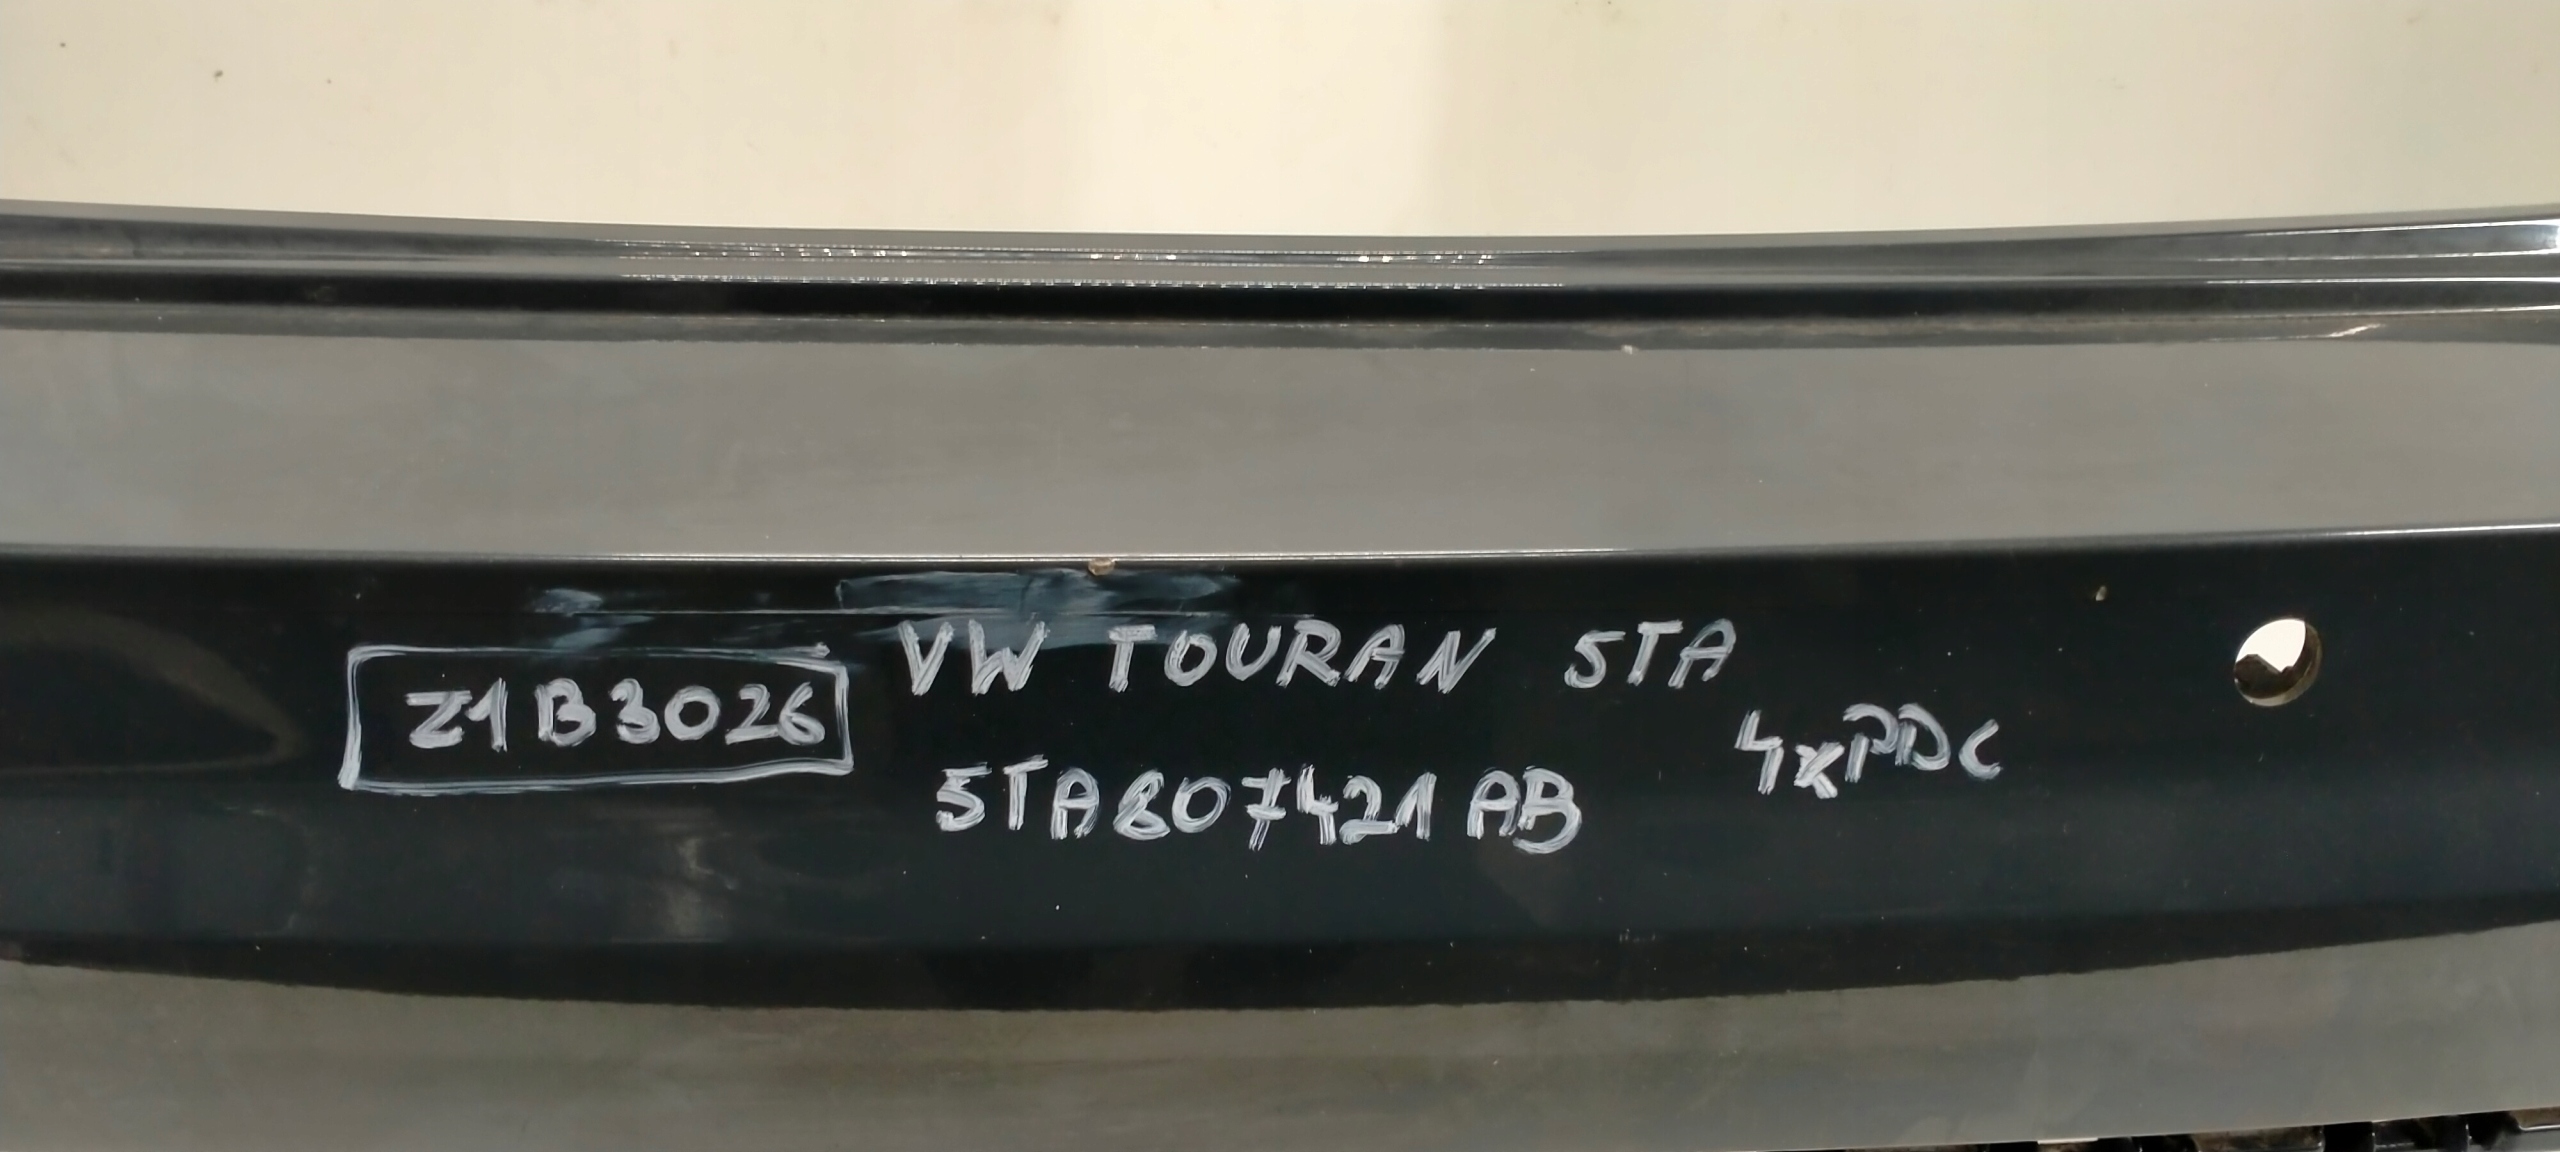 Z1B3026
VW TOURAN 5TA
4xPDC
5TA807421AB